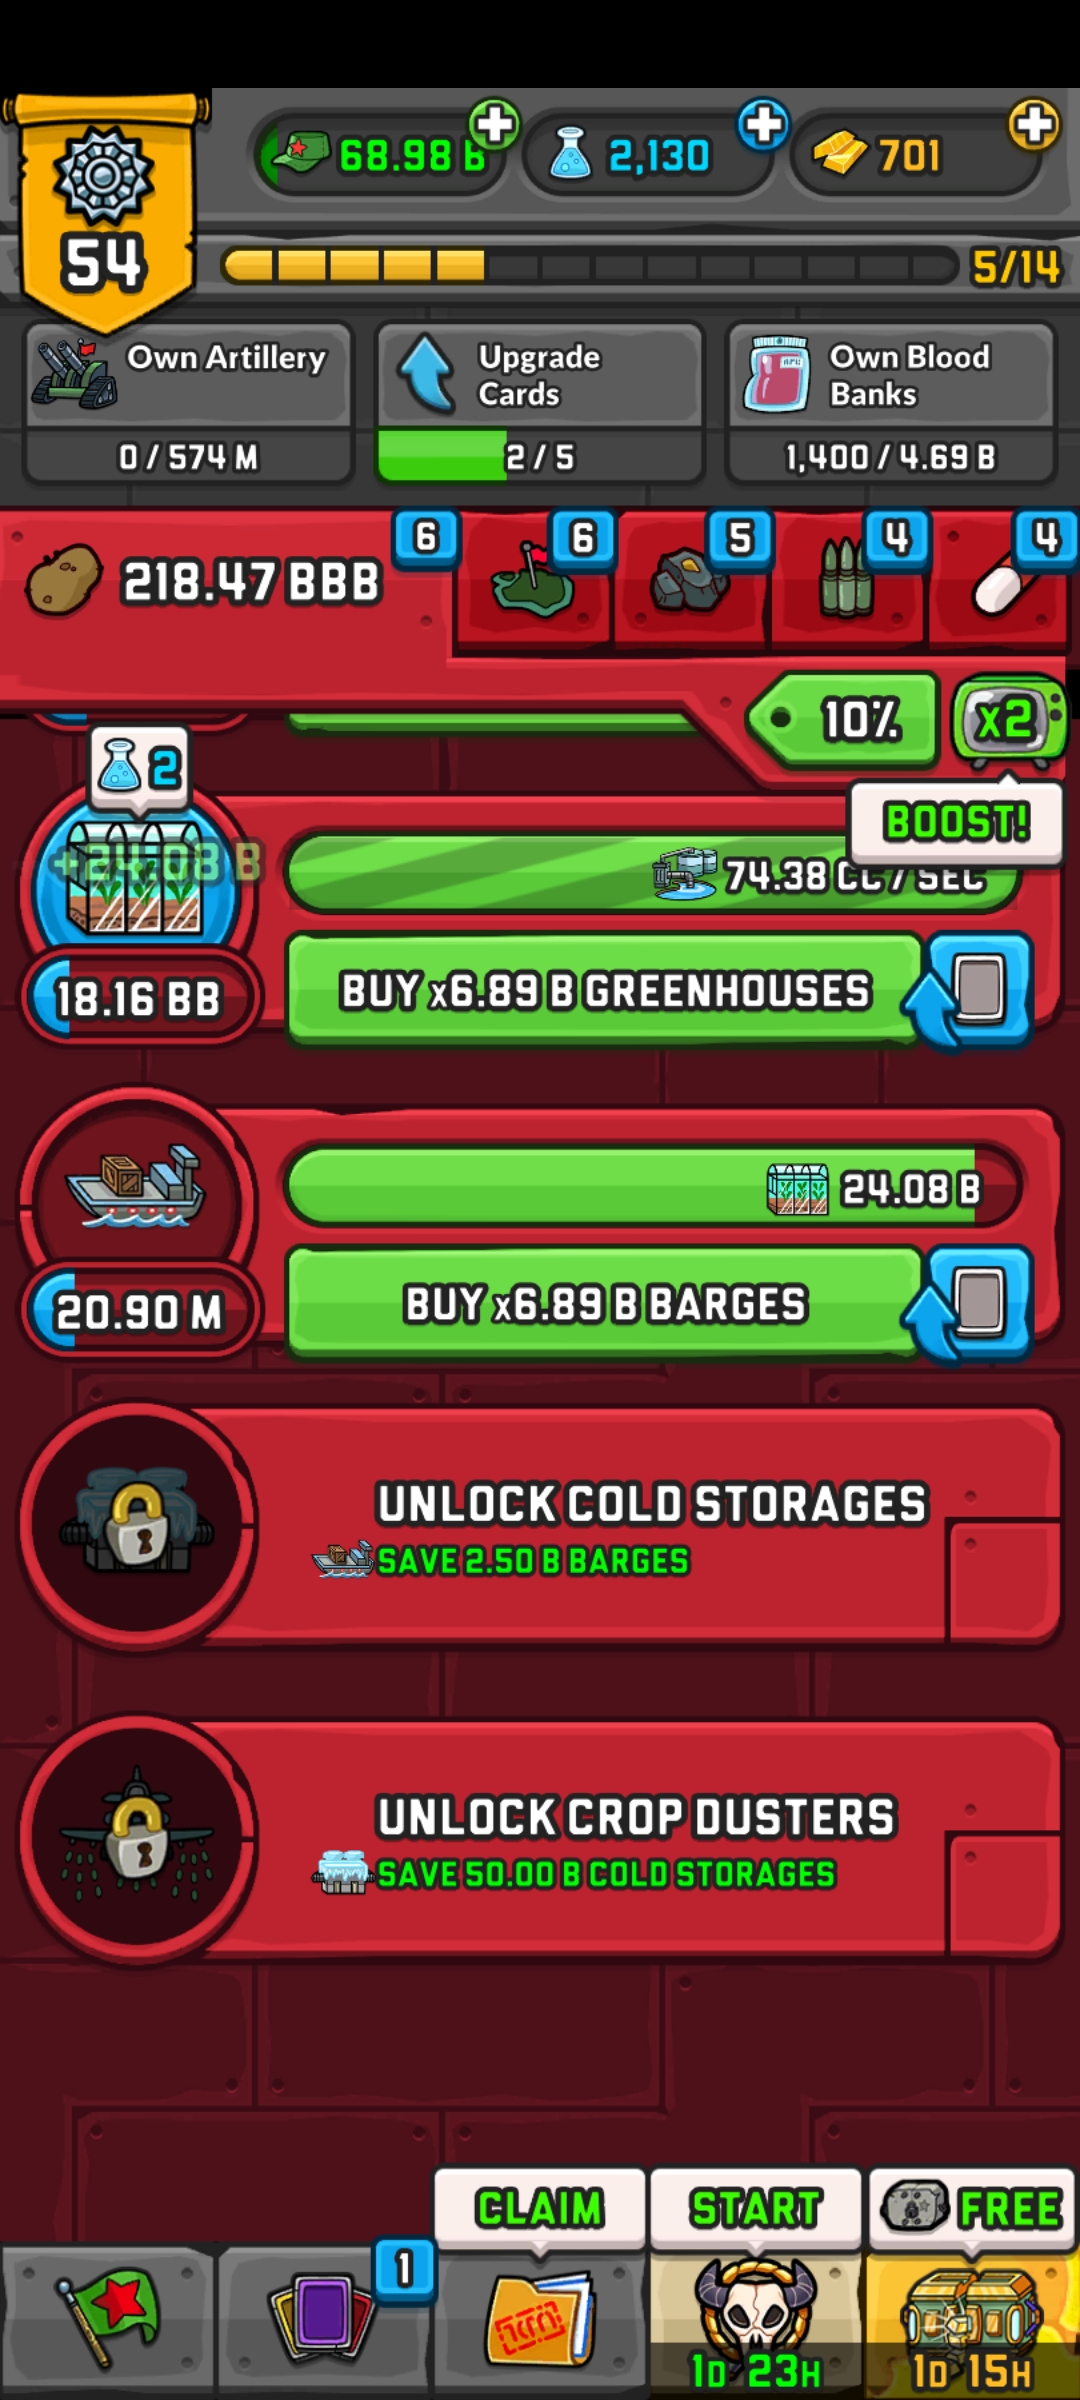 54
68.98 B
2,130
701
5/14
Own Artillery
0 / 574 M
Upgrade
Cards
2 / 5
Own Blood
Banks
1,400 / 4.69 B
218.47 BBB
6
6
5
4
4
10%
x2
BOOST!
2
+24.08 B
74.38 CC / SEC
18.16 BB
BUY x6.89 B GREENHOUSES
24.08 B
20.90 M
BUY x6.89 B BARGES
UNLOCK COLD STORAGES
SAVE 2.50 B BARGES
UNLOCK CROP DUSTERS
SAVE 50.00 B COLD STORAGES
CLAIM
START
FREE
1
1D 23H
1D 15H